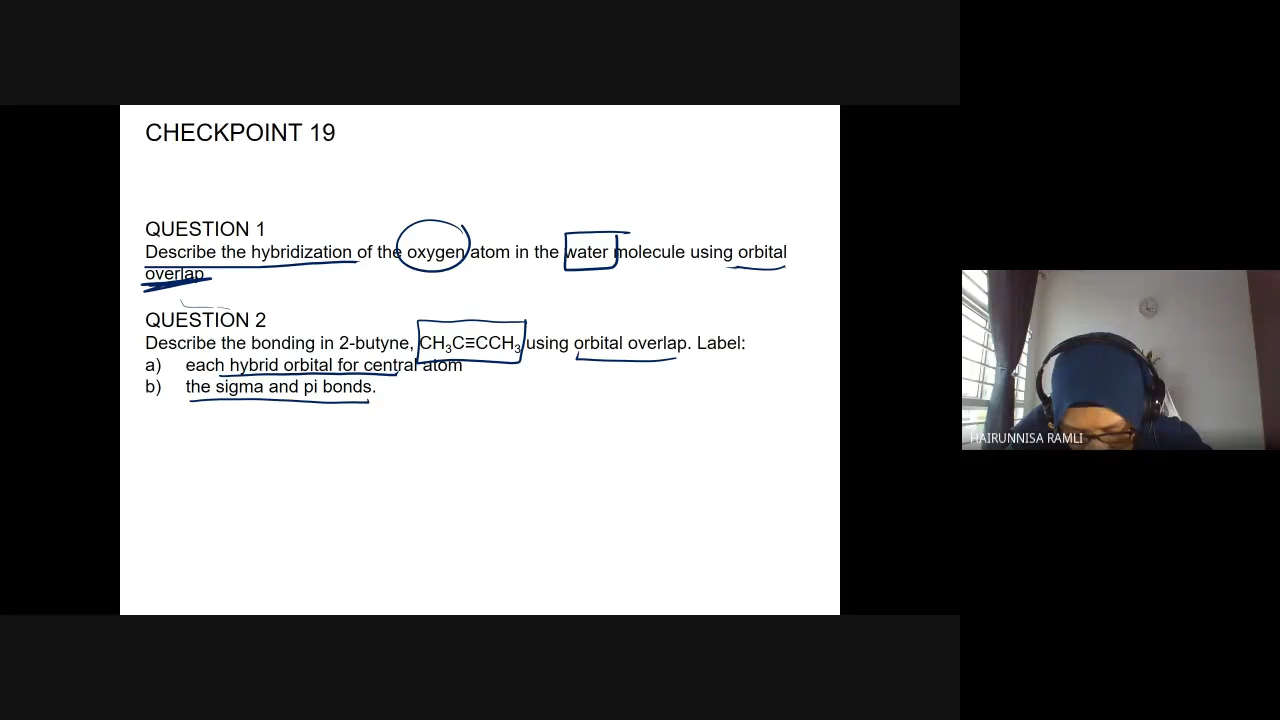 CHECKPOINT 19
QUESTION 1
Describe the hybridization of the oxygen atom in the water molecule using orbital
overlap.
QUESTION 2
Describe the bonding in 2-butyne, CH₃C≡CCH₃ using orbital overlap. Label:
a) each hybrid orbital for central atom
b) the sigma and pi bonds.
HAIRUNNISA RAMLI